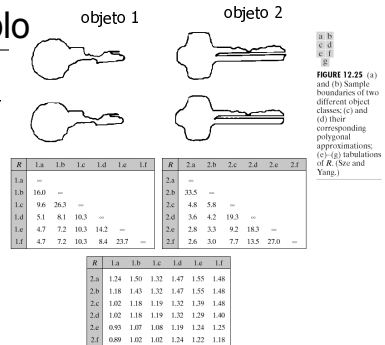 olo
objeto 1
objeto 2
a b
c d
e f
g
FIGURE 12.25 (a)
and (b) Sample
boundaries of two
different object
classes; (c) and
(d) their
corresponding
polygonal
approximations;
(e)–(g) tabulations
of R. (Sze and
Yang.)
R 1.a 1.b 1.c 1.d 1.e 1.f
1.a ∞
1.b 16.0 ∞
1.c 9.6 26.3 ∞
1.d 5.1 8.1 10.3 ∞
1.e 4.7 7.2 10.3 14.2 ∞
1.f 4.7 7.2 10.3 8.4 23.7 ∞
R 2.a 2.b 2.c 2.d 2.e 2.f
2.a ∞
2.b 33.5 ∞
2.c 4.8 5.8 ∞
2.d 3.6 4.2 19.3 ∞
2.e 2.8 3.3 9.2 18.3 ∞
2.f 2.6 3.0 7.7 13.5 27.0 ∞
R 1.a 1.b 1.c 1.d 1.e 1.f
2.a 1.24 1.50 1.32 1.47 1.55 1.48
2.b 1.18 1.43 1.32 1.47 1.55 1.48
2.c 1.02 1.18 1.19 1.32 1.39 1.48
2.d 1.02 1.18 1.19 1.32 1.29 1.40
2.e 0.93 1.07 1.08 1.19 1.24 1.25
2.f 0.89 1.02 1.02 1.24 1.22 1.18